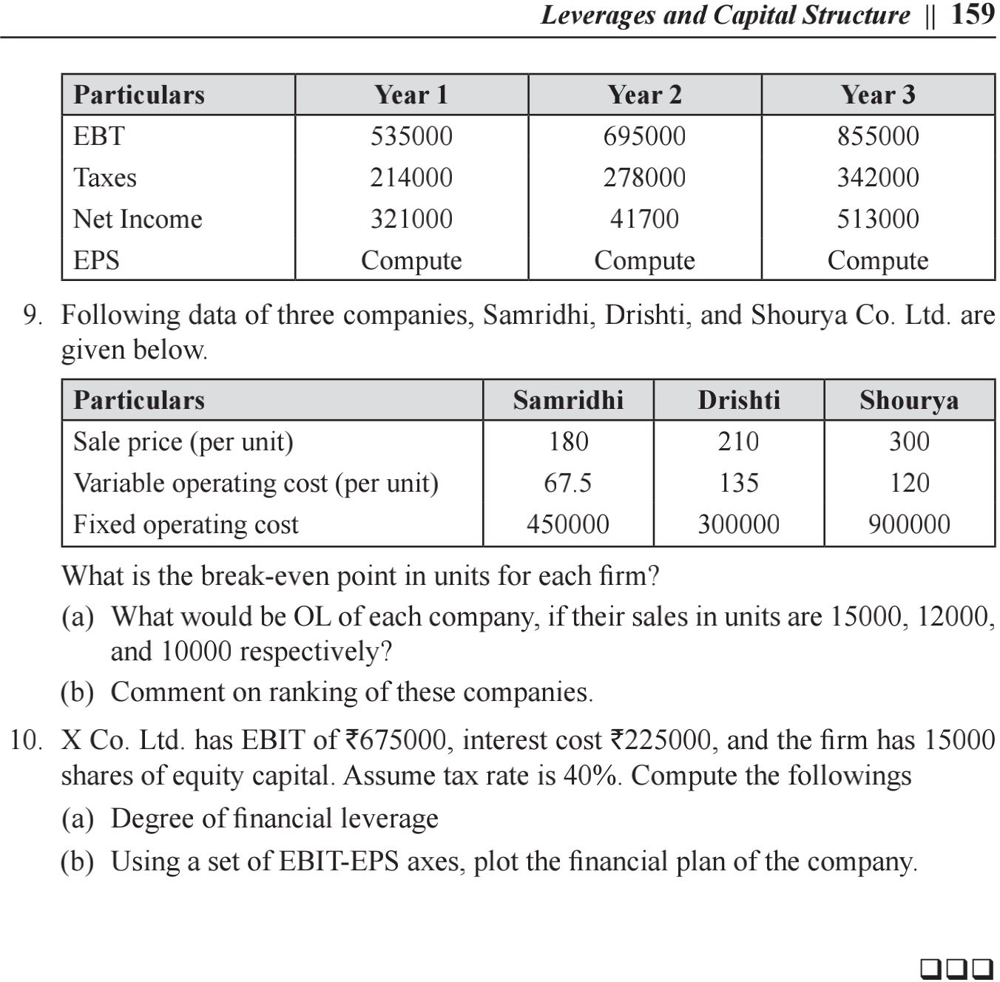 Leverages and Capital Structure || 159
Particulars Year 1 Year 2 Year 3
EBT 535000 695000 855000
Taxes 214000 278000 342000
Net Income 321000 41700 513000
EPS Compute Compute Compute
9. Following data of three companies, Samridhi, Drishti, and Shourya Co. Ltd. are
given below.
Particulars Samridhi Drishti Shourya
Sale price (per unit) 180 210 300
Variable operating cost (per unit) 67.5 135 120
Fixed operating cost 450000 300000 900000
What is the break-even point in units for each firm?
(a) What would be OL of each company, if their sales in units are 15000, 12000,
and 10000 respectively?
(b) Comment on ranking of these companies.
10. X Co. Ltd. has EBIT of ₹675000, interest cost ₹225000, and the firm has 15000
shares of equity capital. Assume tax rate is 40%. Compute the followings
(a) Degree of financial leverage
(b) Using a set of EBIT-EPS axes, plot the financial plan of the company.